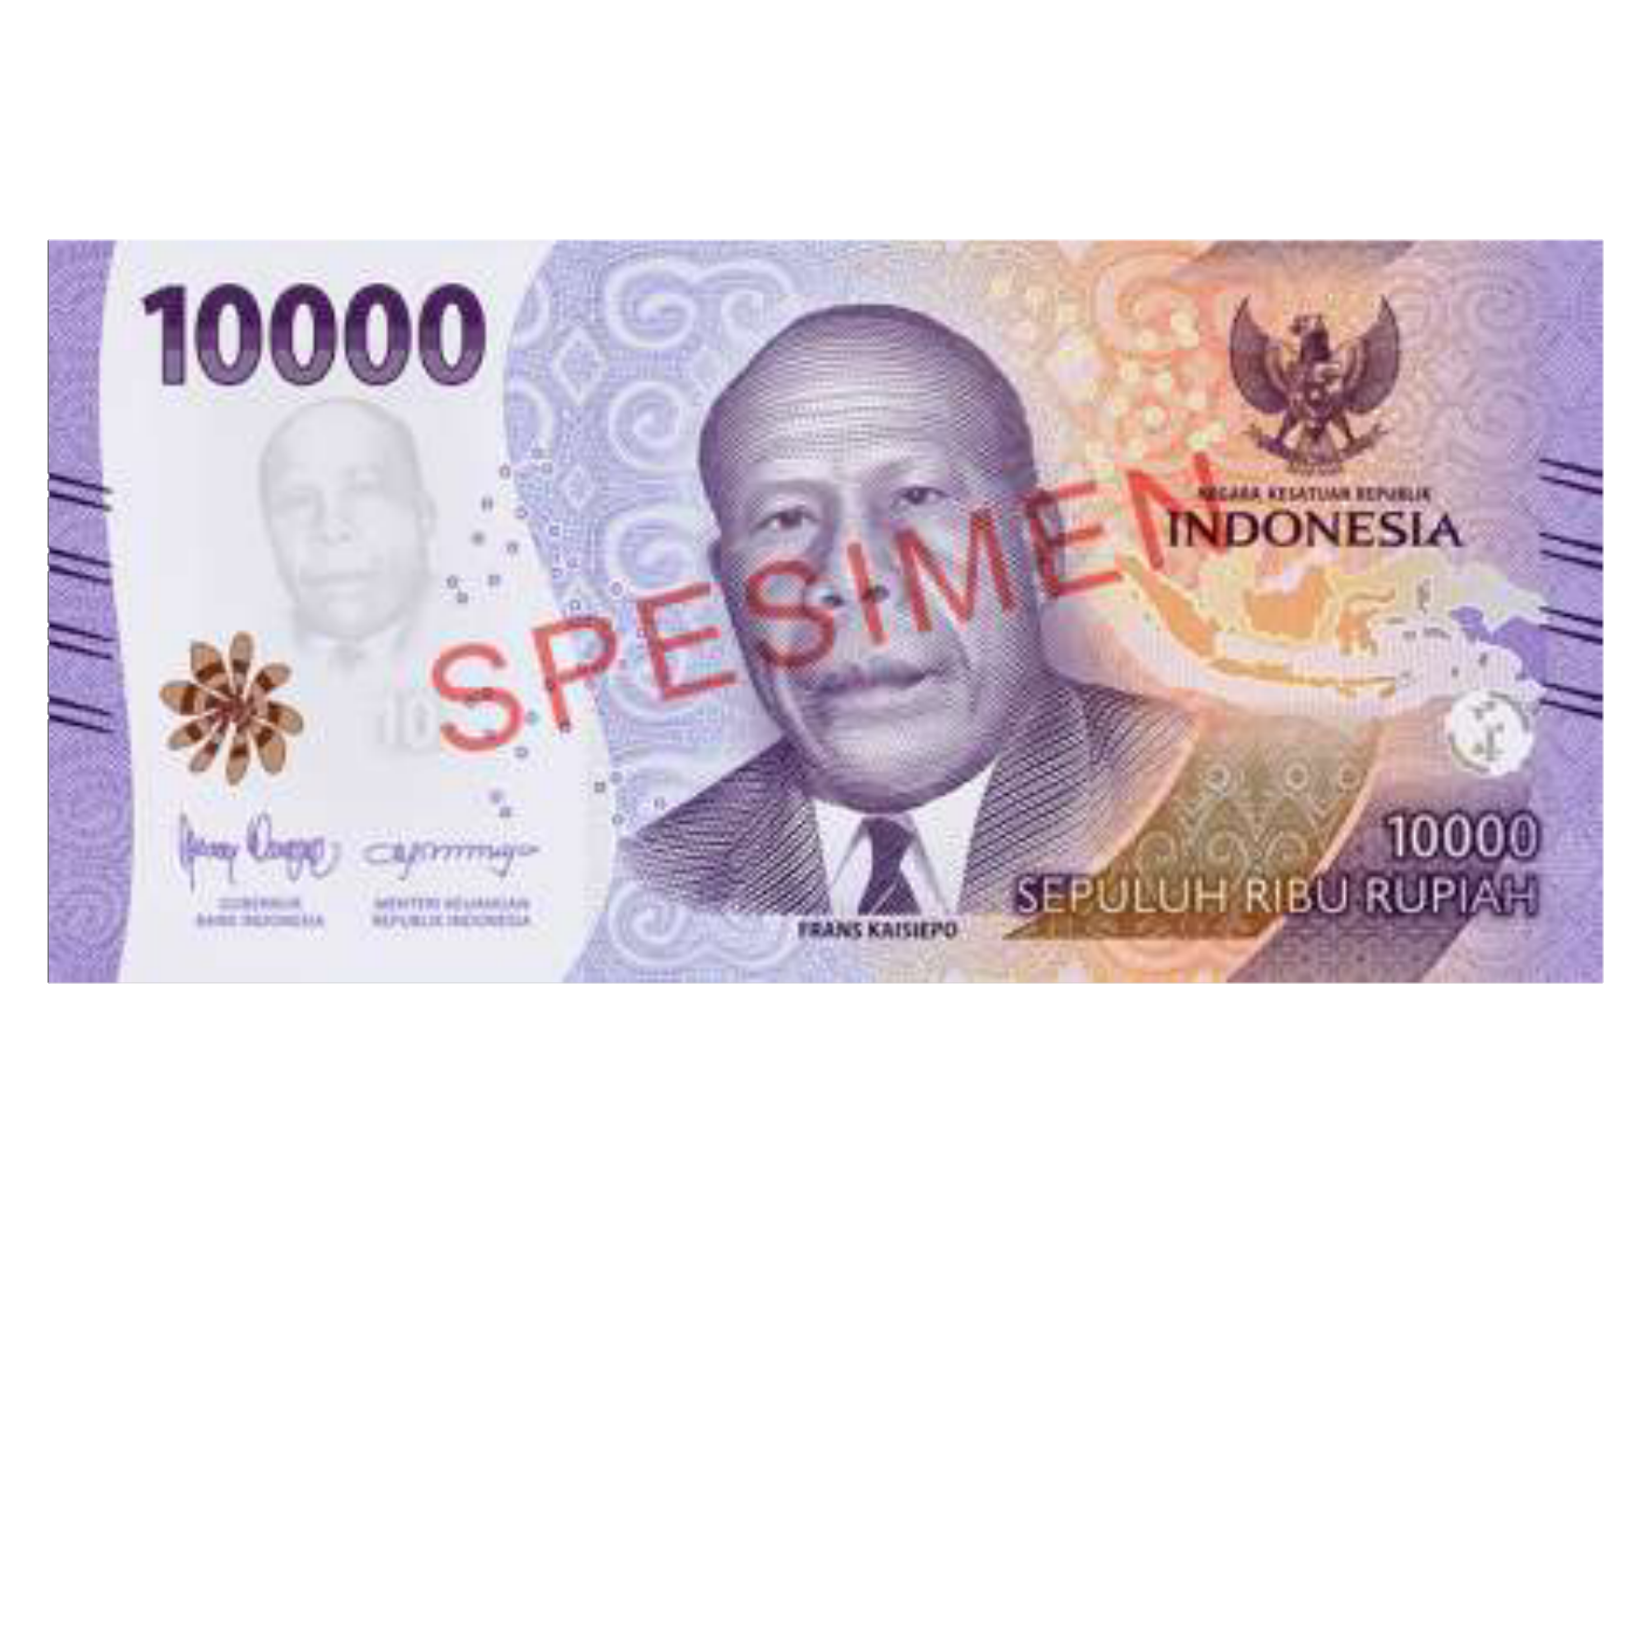 10000
SPESIMEN
NEGARA KESATUAN REPUBLIK
INDONESIA
10
GUBERNUR
BANK INDONESIA
MENTERI KEUANGAN
REPUBLIK INDONESIA
FRANS KAISIEPO
10000
SEPULUH RIBU RUPIAH